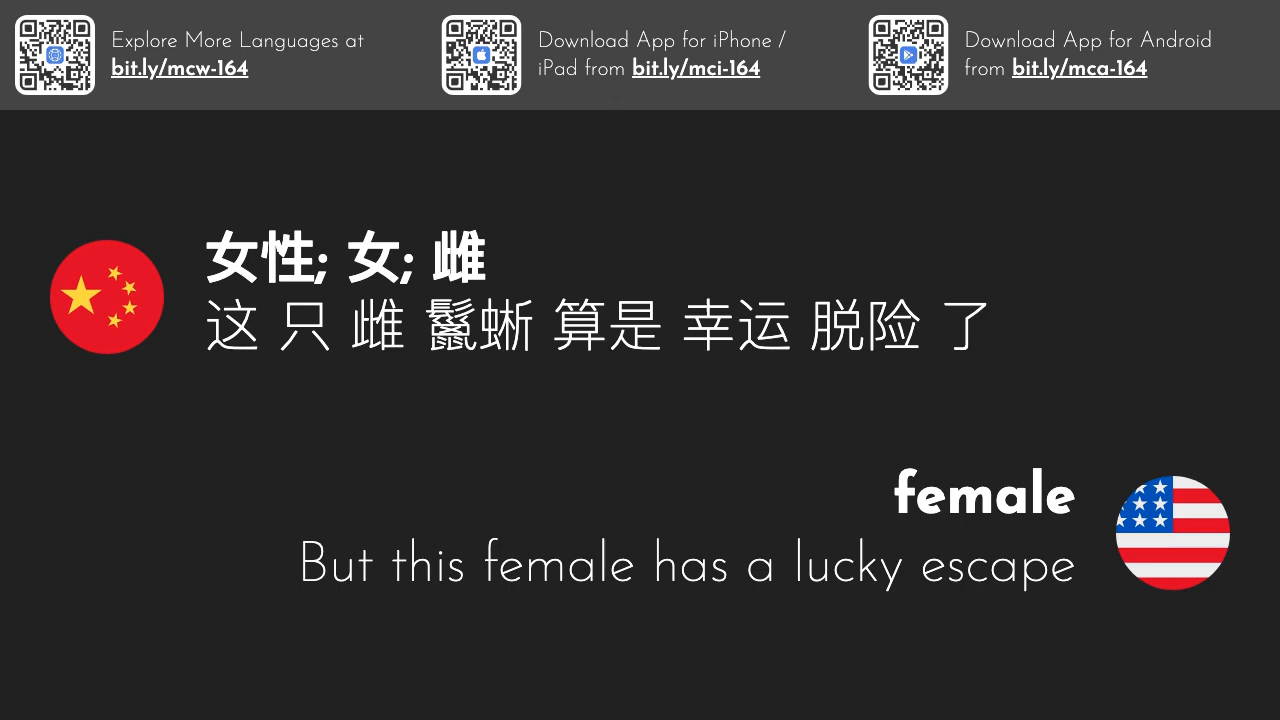 Explore More Languages at
bit.ly/mcw-164
Download App for iPhone /
iPad from bit.ly/mci-164
Download App for Android
from bit.ly/mca-164
女性; 女; 雌
这 只 雌 鬣蜥 算是 幸运 脱险 了
female
But this female has a lucky escape